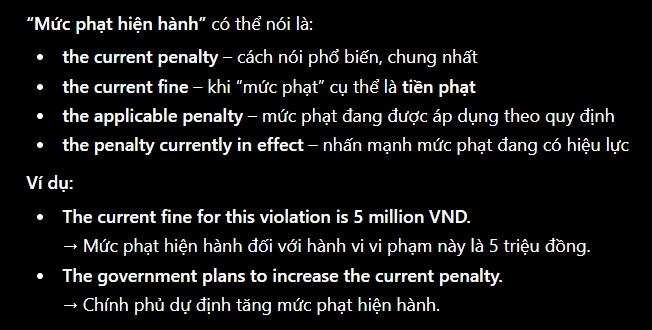 “Mức phạt hiện hành” có thể nói là:
• the current penalty – cách nói phổ biến, chung nhất
• the current fine – khi “mức phạt” cụ thể là tiền phạt
• the applicable penalty – mức phạt đang được áp dụng theo quy định
• the penalty currently in effect – nhấn mạnh mức phạt đang có hiệu lực
Ví dụ:
• The current fine for this violation is 5 million VND.
→ Mức phạt hiện hành đối với hành vi vi phạm này là 5 triệu đồng.
• The government plans to increase the current penalty.
→ Chính phủ dự định tăng mức phạt hiện hành.